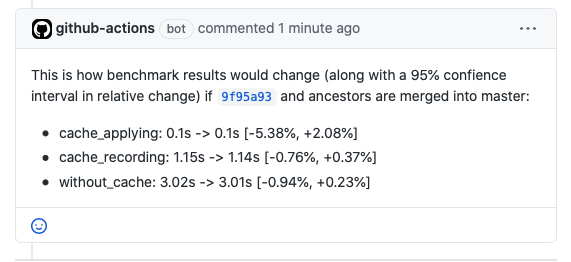 github-actions bot commented 1 minute ago
This is how benchmark results would change (along with a 95% confience
interval in relative change) if 9f95a93 and ancestors are merged into master:
cache_applying: 0.1s -> 0.1s [-5.38%, +2.08%]
cache_recording: 1.15s -> 1.14s [-0.76%, +0.37%]
without_cache: 3.02s -> 3.01s [-0.94%, +0.23%]